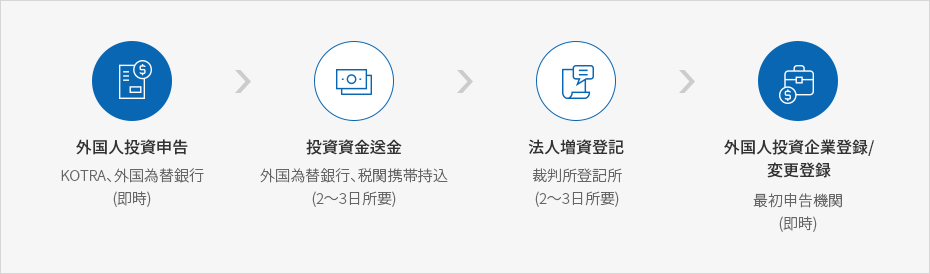 外国人投資申告
KOTRA、外国為替銀行
(即時)
投資資金送金
外国為替銀行、税関携帯持込
(2～3日所要)
法人増資登記
裁判所登記所
(2～3日所要)
外国人投資企業登録/
変更登録
最初申告機関
(即時)